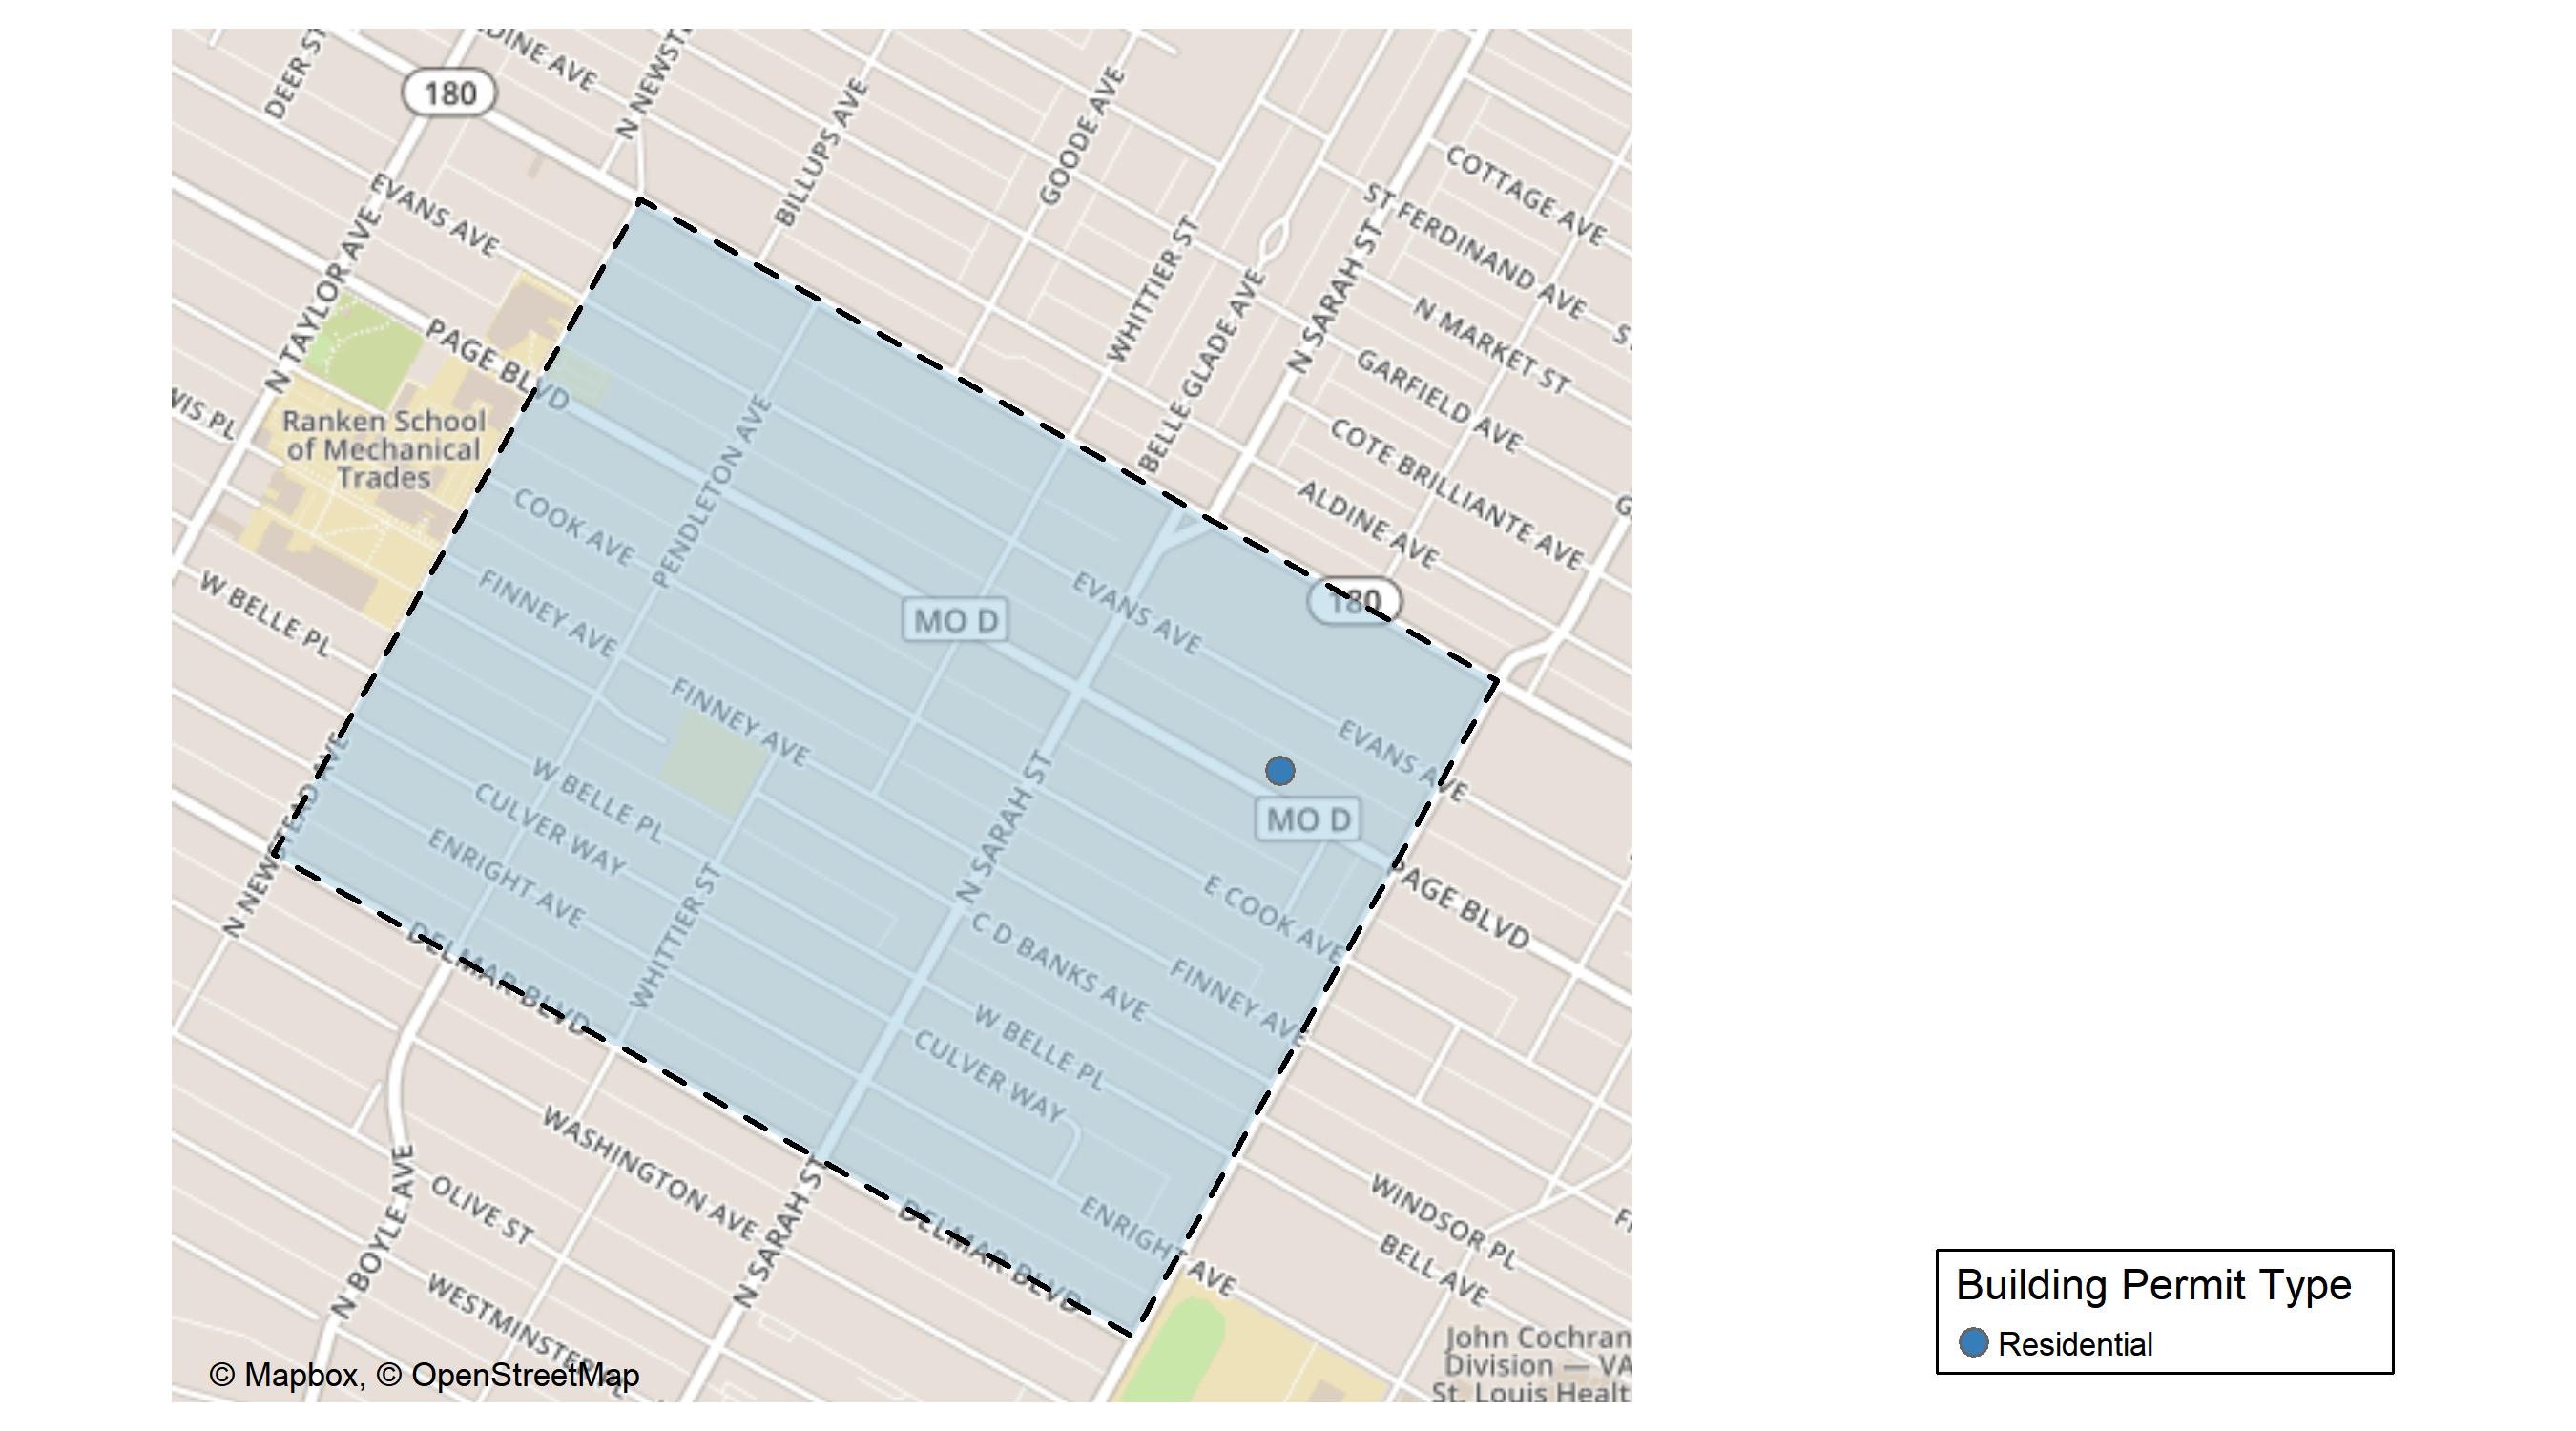 DEER ST
DINE AVE
180
N NEWST
BILLUPS AVE
GOODE AVE
COTTAGE AVE
ST FERDINAND AVE
EVANS AVE
N TAYLOR AVE
WHITTIER ST
BELLE GLADE AVE
N SARAH ST
N MARKET ST
S
PAGE BLVD
GARFIELD AVE
WIS PL
Ranken School
of Mechanical
Trades
PENDLETON AVE
COTE BRILLIANTE AVE
ALDINE AVE
G
COOK AVE
FINNEY AVE
W BELLE PL
MO D
EVANS AVE
180
FINNEY AVE
EVANS AVE
N NEWSTEAD AVE
W BELLE PL
CULVER WAY
ENRIGHT AVE
N SARAH ST
MO D
PAGE BLVD
E COOK AVE
WHITTIER ST
C D BANKS AVE
FINNEY AVE
DELMAR BLVD
N NEW
W BELLE PL
CULVER WAY
WASHINGTON AVE
N BOYLE AVE
OLIVE ST
N SARAH ST
DELMAR BLVD
ENRIGHT AVE
WINDSOR PL
BELL AVE
WESTMINSTER PL
John Cochran
Division — VA
St. Louis Healt
© Mapbox, © OpenStreetMap
Building Permit Type
Residential